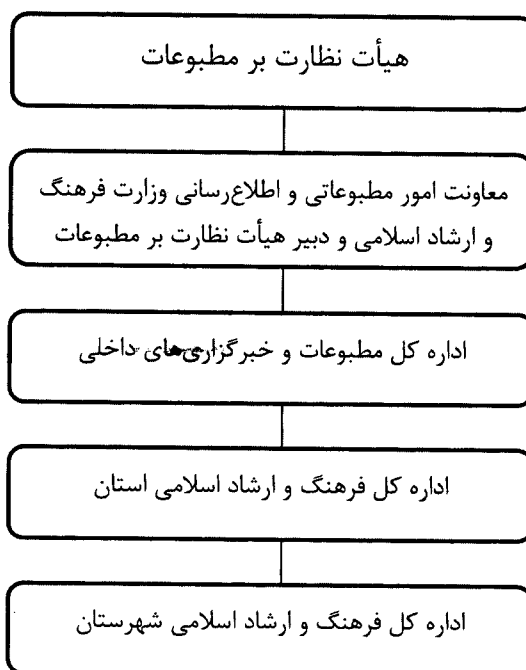 هیأت نظارت بر مطبوعات
معاونت امور مطبوعاتی و اطلاع‌رسانی وزارت فرهنگ
و ارشاد اسلامی و دبیر هیأت نظارت بر مطبوعات
اداره کل مطبوعات و خبرگزاری‌های داخلی
اداره کل فرهنگ و ارشاد اسلامی استان
اداره کل فرهنگ و ارشاد اسلامی شهرستان